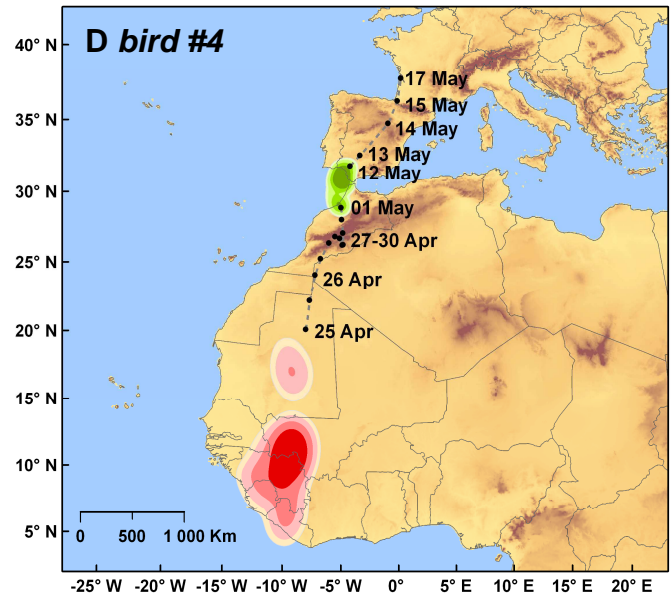 D bird #4
40° N
35° N
30° N
25° N
20° N
15° N
10° N
5° N
17 May
15 May
14 May
13 May
12 May
01 May
27-30 Apr
26 Apr
25 Apr
0 500 1 000 Km
-25° W -20° W -15° W -10° W -5° W 0° 5° E 10° E 15° E 20° E